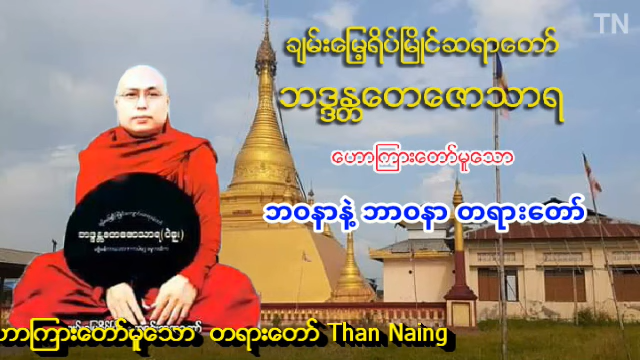 TN
ချမ်းမြေ့ရိပ်မြိုင်ဆရာတော်
ဘဒ္ဒန္တတေဇောသာရ
ဟောကြားတော်မူသော
ဘဝနာနဲ့ ဘာဝနာ တရားတော်
ဘဒ္ဒန္တတေဇောသာရ
ဟောကြားတော်မူသော တရားတော် Than Naing